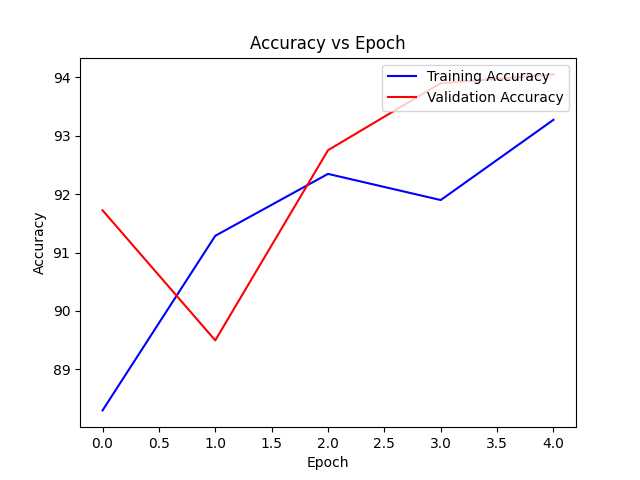 Accuracy vs Epoch
Training Accuracy
Validation Accuracy
94
93
92
91
90
89
Accuracy
0.0 0.5 1.0 1.5 2.0 2.5 3.0 3.5 4.0
Epoch